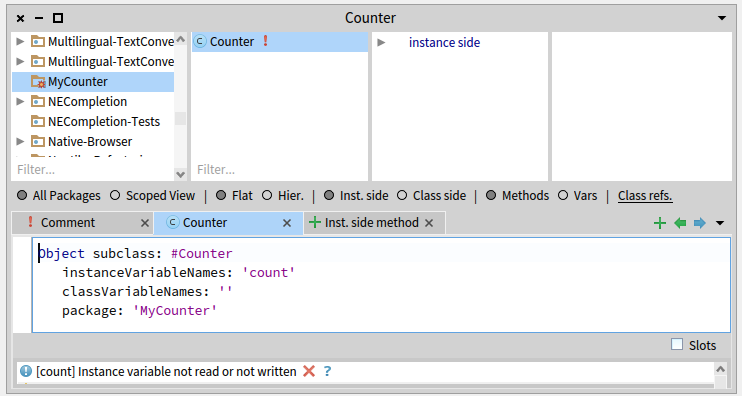 Counter
Multilingual-TextConve
Multilingual-TextConve
MyCounter
NECompletion
NECompletion-Tests
Native-Browser
Filter...
Counter !
Filter...
instance side
All Packages Scoped View | Flat Hier. | Inst. side Class side | Methods Vars | Class refs.
! Comment Counter Inst. side method
Object subclass: #Counter
instanceVariableNames: 'count'
classVariableNames: ''
package: 'MyCounter'
Slots
[count] Instance variable not read or not written ?